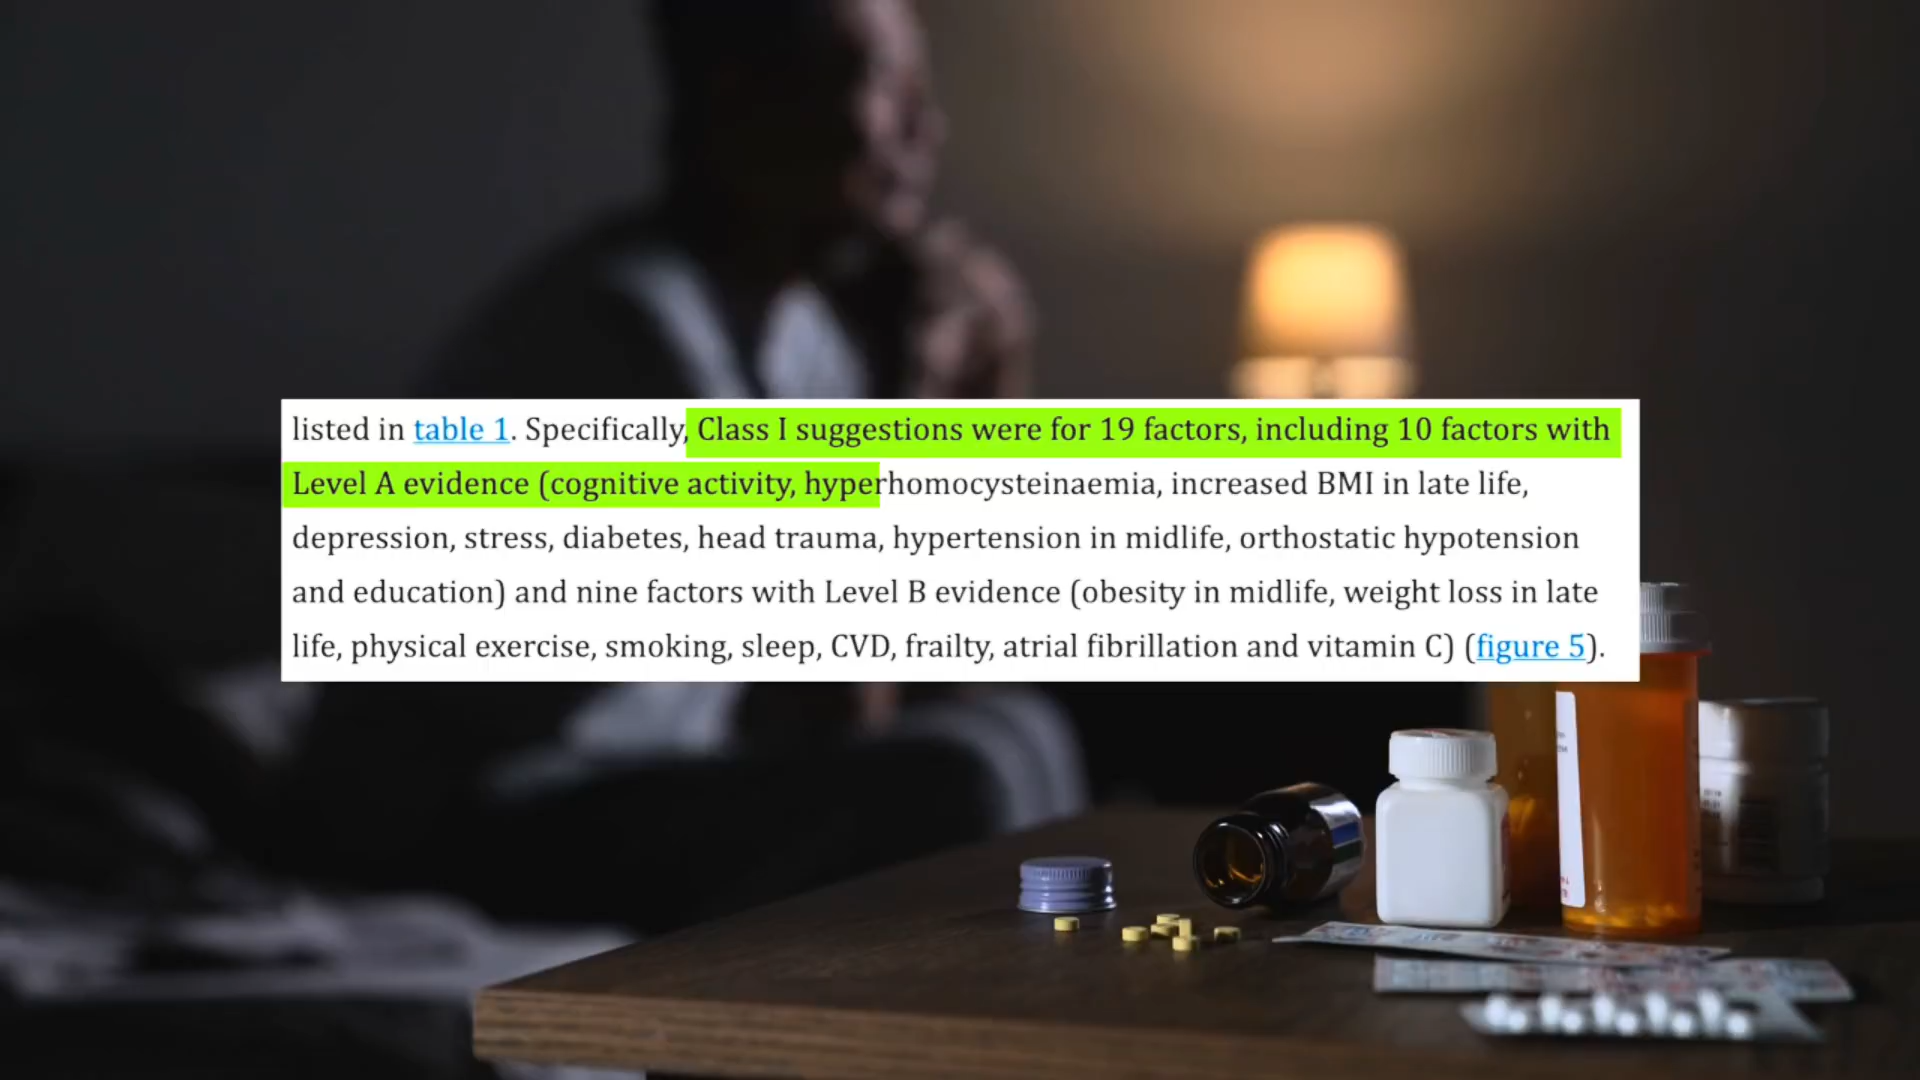 listed in table 1. Specifically, Class I suggestions were for 19 factors, including 10 factors with
Level A evidence (cognitive activity, hyperhomocysteinaemia, increased BMI in late life,
depression, stress, diabetes, head trauma, hypertension in midlife, orthostatic hypotension
and education) and nine factors with Level B evidence (obesity in midlife, weight loss in late
life, physical exercise, smoking, sleep, CVD, frailty, atrial fibrillation and vitamin C) (figure 5).